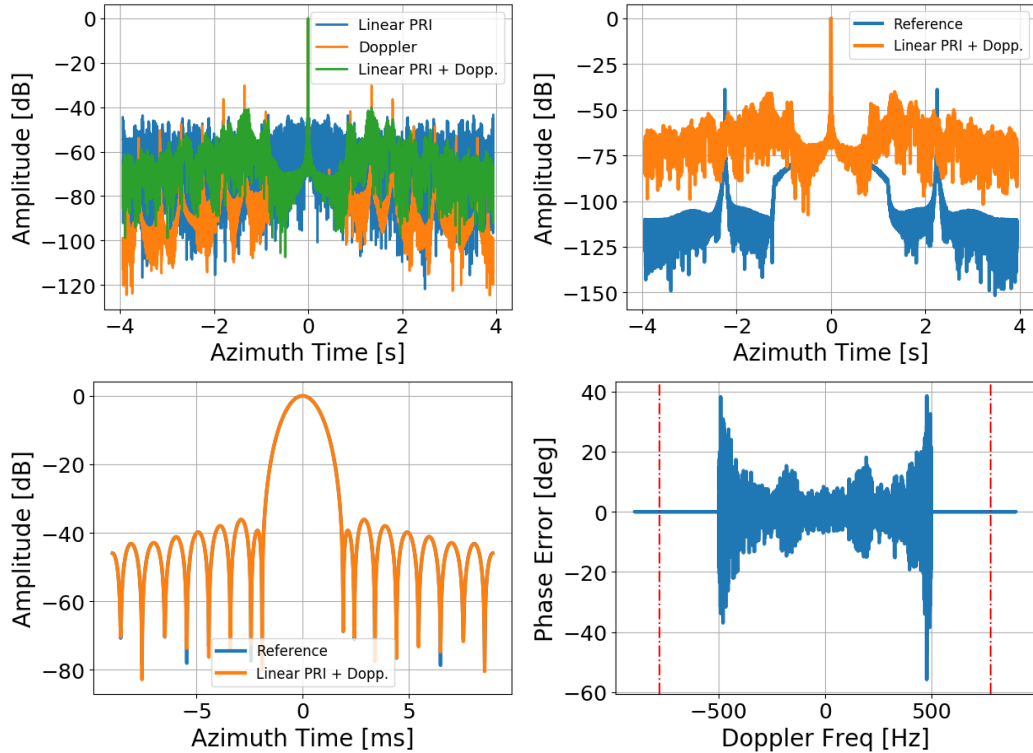 0
−20
−40
−60
−80
−100
−120
Amplitude [dB]
Linear PRI
Doppler
Linear PRI + Dopp.
−4
−2
0
2
4
Azimuth Time [s]
0
−25
−50
−75
−100
−125
−150
Amplitude [dB]
Reference
Linear PRI + Dopp.
−4
−2
0
2
4
Azimuth Time [s]
0
−20
−40
−60
−80
Amplitude [dB]
Reference
Linear PRI + Dopp.
−5
0
5
Azimuth Time [ms]
40
20
0
−20
−40
−60
Phase Error [deg]
−500
0
500
Doppler Freq [Hz]